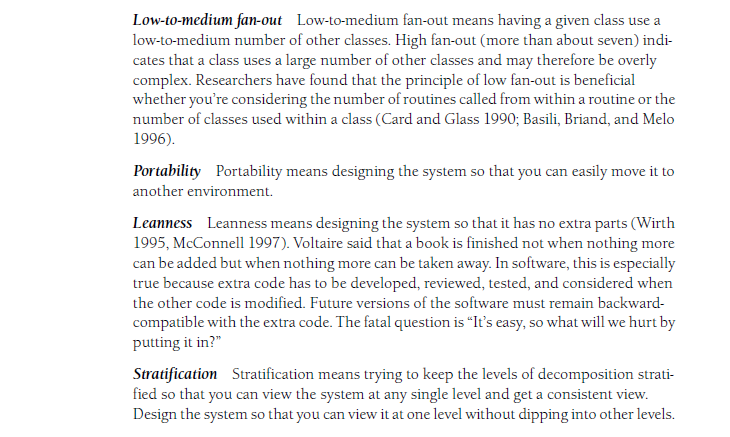 Low-to-medium fan-out Low-to-medium fan-out means having a given class use a
low-to-medium number of other classes. High fan-out (more than about seven) indi-
cates that a class uses a large number of other classes and may therefore be overly
complex. Researchers have found that the principle of low fan-out is beneficial
whether you're considering the number of routines called from within a routine or the
number of classes used within a class (Card and Glass 1990; Basili, Briand, and Melo
1996).
Portability Portability means designing the system so that you can easily move it to
another environment.
Leanness Leanness means designing the system so that it has no extra parts (Wirth
1995, McConnell 1997). Voltaire said that a book is finished not when nothing more
can be added but when nothing more can be taken away. In software, this is especially
true because extra code has to be developed, reviewed, tested, and considered when
the other code is modified. Future versions of the software must remain backward-
compatible with the extra code. The fatal question is “It's easy, so what will we hurt by
putting it in?”
Stratification Stratification means trying to keep the levels of decomposition strati-
fied so that you can view the system at any single level and get a consistent view.
Design the system so that you can view it at one level without dipping into other levels.